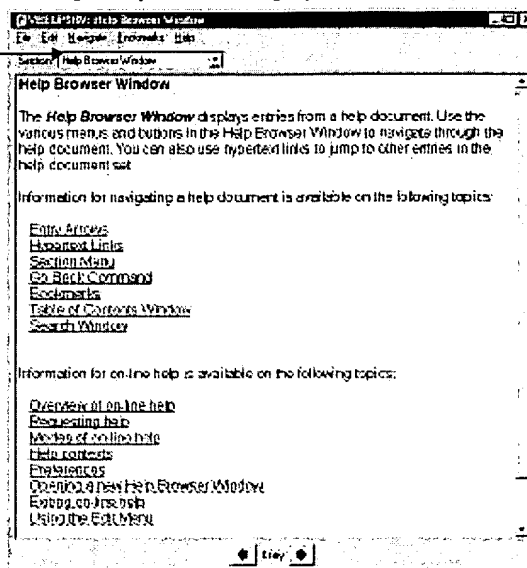 Help Browser Window
File Edit Navigate Bookmarks Help
Section: Help Browser Window
Help Browser Window
The Help Browser Window displays entries from a help document. Use the
various menus and buttons in the Help Browser Window to navigate through the
help document. You can also use hypertext links to jump to other entries in the
help document set
Information for navigating a help document is available on the following topics:
Entry Arrows
Hypertext Links
Section Menu
Go Back Command
Bookmarks
Table of Contents Window
Search Window
Information for on-line help is available on the following topics:
Overview of on-line help
Requesting help
Modes of on-line help
Help contexts
Preferences
Opening a new Help Browser Window
Exiting on-line help
Using the Edit Menu
Entry